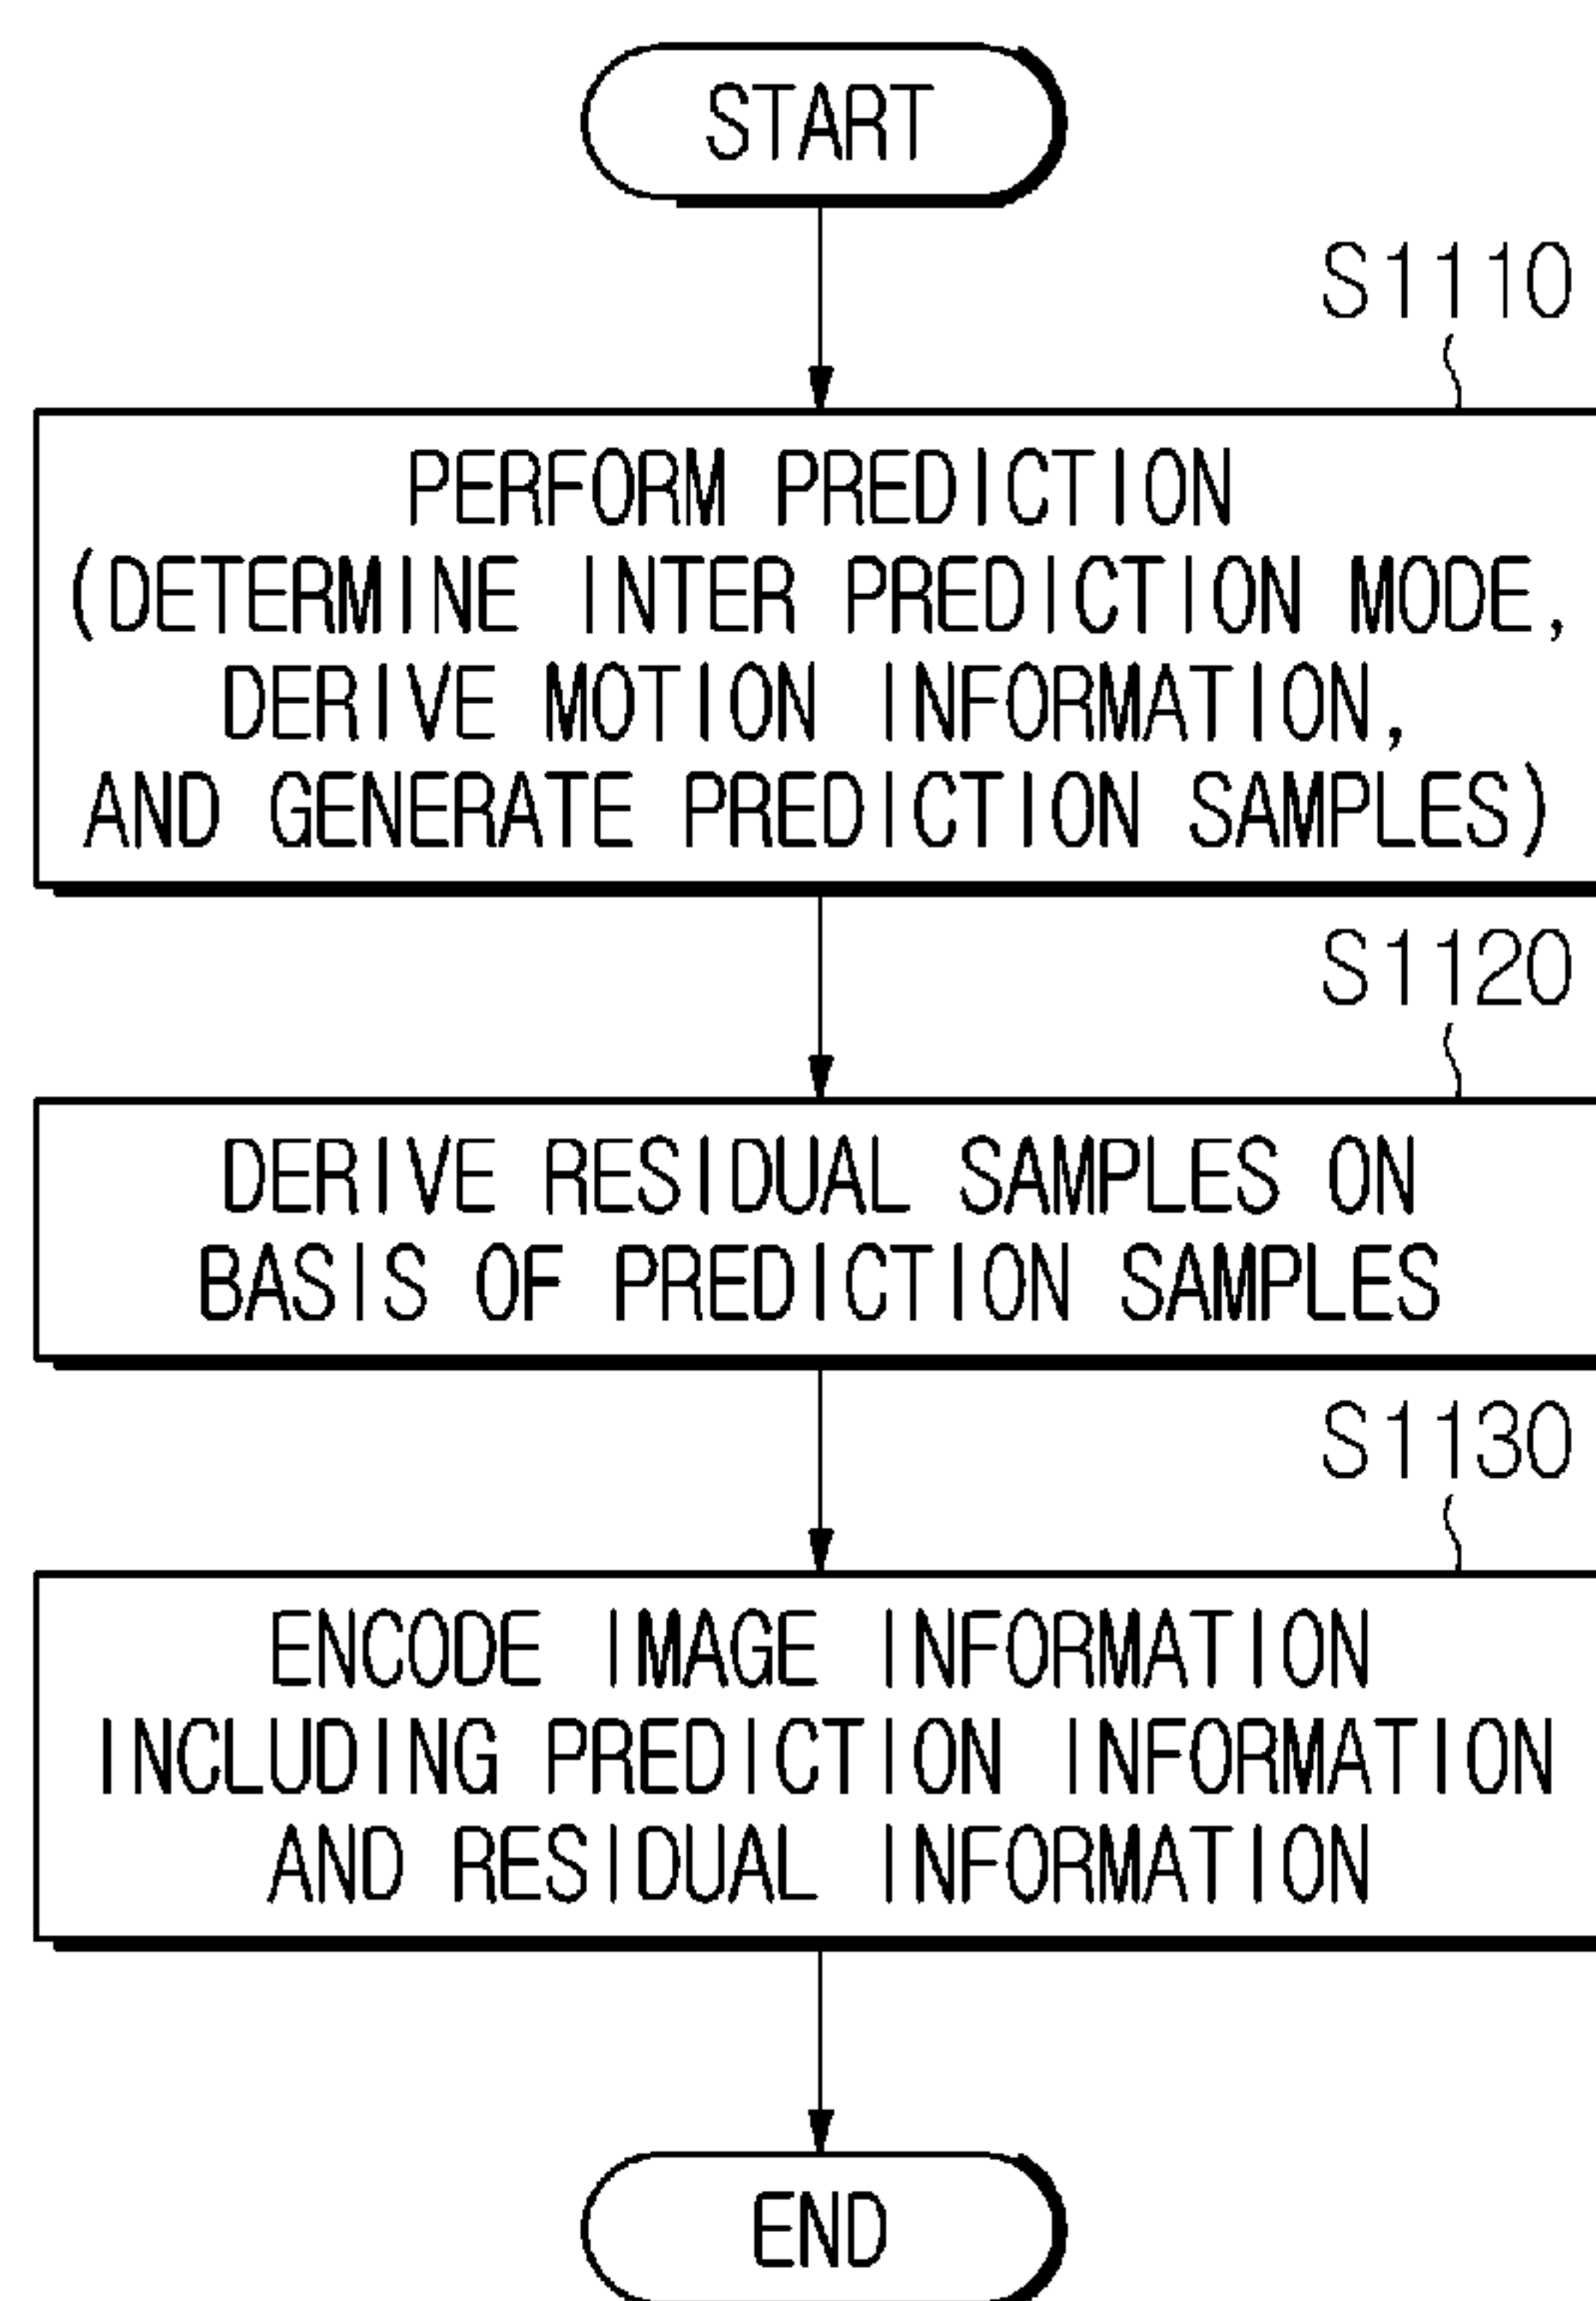 START
S1110
PERFORM PREDICTION
(DETERMINE INTER PREDICTION MODE,
DERIVE MOTION INFORMATION,
AND GENERATE PREDICTION SAMPLES)
S1120
DERIVE RESIDUAL SAMPLES ON
BASIS OF PREDICTION SAMPLES
S1130
ENCODE IMAGE INFORMATION
INCLUDING PREDICTION INFORMATION
AND RESIDUAL INFORMATION
END